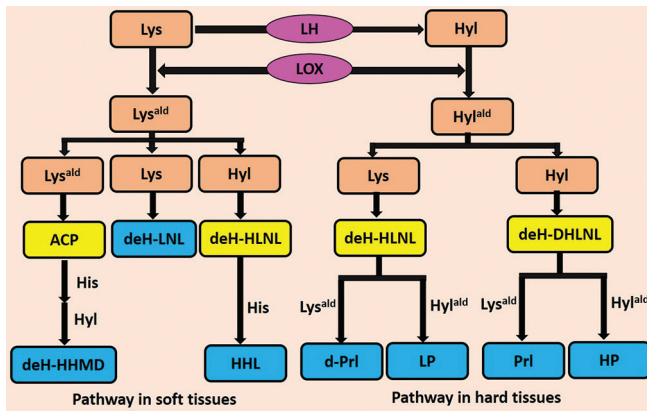 Lys LH Hyl
LOX
Lysald Hylald
Lysald Lys Hyl Lys Hyl
ACP deH-LNL deH-HLNL deH-HLNL deH-DHLNL
His His Lysald Hylald Lysald Hylald
Hyl
deH-HHMD HHL d-Prl LP Prl HP
Pathway in soft tissues Pathway in hard tissues